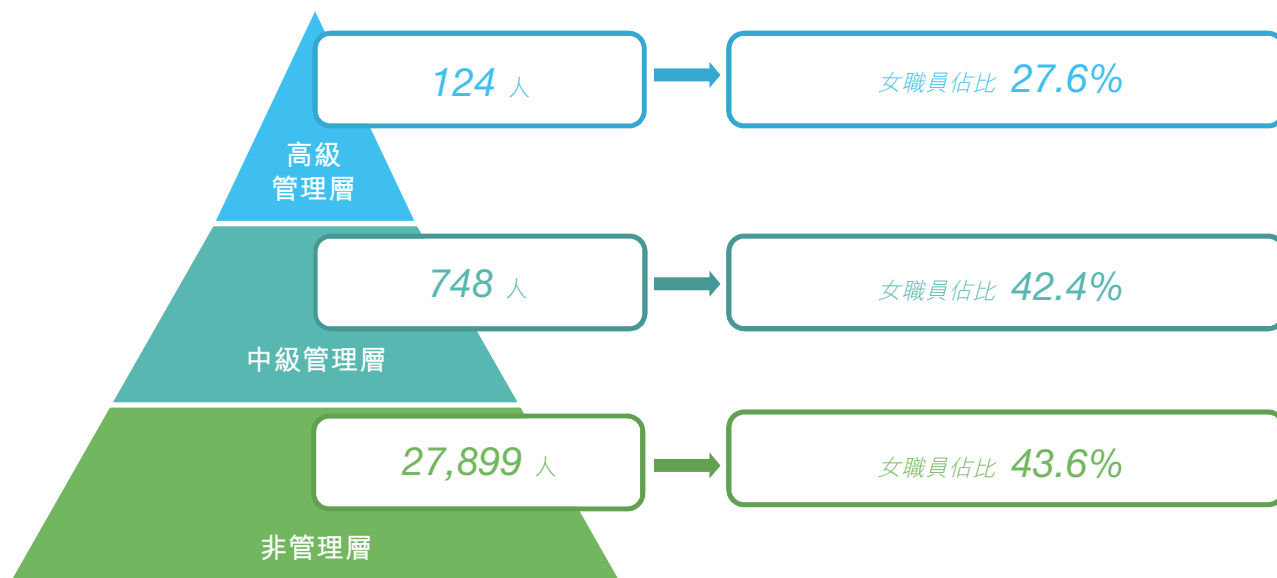 124 人
女職員佔比 27.6%
高級
管理層
748 人
女職員佔比 42.4%
中級管理層
27,899 人
女職員佔比 43.6%
非管理層